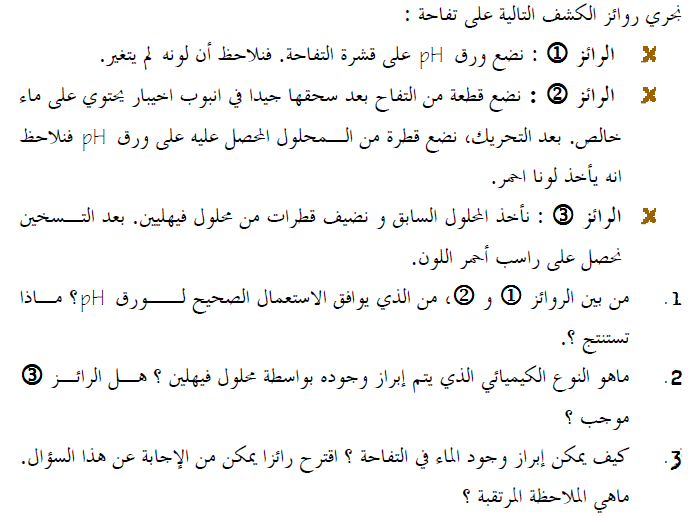 نجري روائز الكشف التالية على تفاحة :
الرائز ① : نضع ورق pH على قشرة التفاحة. فنلاحظ أن لونه لم يتغير.
الرائز ② : نضع قطعة من التفاح بعد سحقها جيدا في انبوب اخيبار يحتوي على ماء
خالص. بعد التحريك، نضع قطرة من المحلول المحصل عليه على ورق pH فنلاحظ
انه يأخذ لونا احمر.
الرائز ③ : نأخذ المحلول السابق و نضيف قطرات من محلول فيهليين. بعد التسخين
نحصل على راسب أحمر اللون.
1. من بين الروائز ① و ②، من الذي يوافق الاستعمال الصحيح لورق pH؟ ماذا
تستنتج ؟.
2. ماهو النوع الكيميائي الذي يتم إبراز وجوده بواسطة محلول فيهلين ؟ هل الرائز ③
موجب ؟
3. كيف يمكن إبراز وجود الماء في التفاحة ؟ اقترح رائزا يمكن من الإجابة عن هذا السؤال.
ماهي الملاحظة المرتقبة ؟